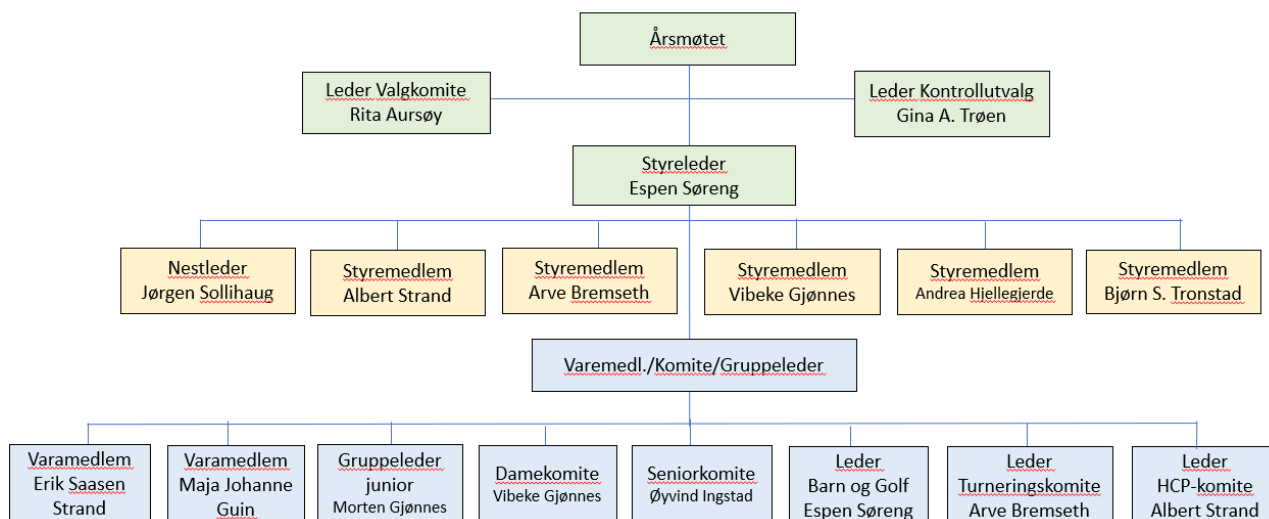 Årsmøtet
Leder Valgkomite
Rita Aursøy
Leder Kontrollutvalg
Gina A. Trøen
Styreleder
Espen Søreng
Nestleder
Jørgen Sollihaug
Styremedlem
Albert Strand
Styremedlem
Arve Bremseth
Styremedlem
Vibeke Gjønnes
Styremedlem
Andrea Hjellegjerde
Styremedlem
Bjørn S. Tronstad
Varemedl./Komite/Gruppeleder
Varamedlem
Erik Saasen
Strand
Varamedlem
Maja Johanne
Guin
Gruppeleder
junior
Morten Gjønnes
Damekomite
Vibeke Gjønnes
Seniorkomite
Øyvind Ingstad
Leder
Barn og Golf
Espen Søreng
Leder
Turneringskomite
Arve Bremseth
Leder
HCP-komite
Albert Strand